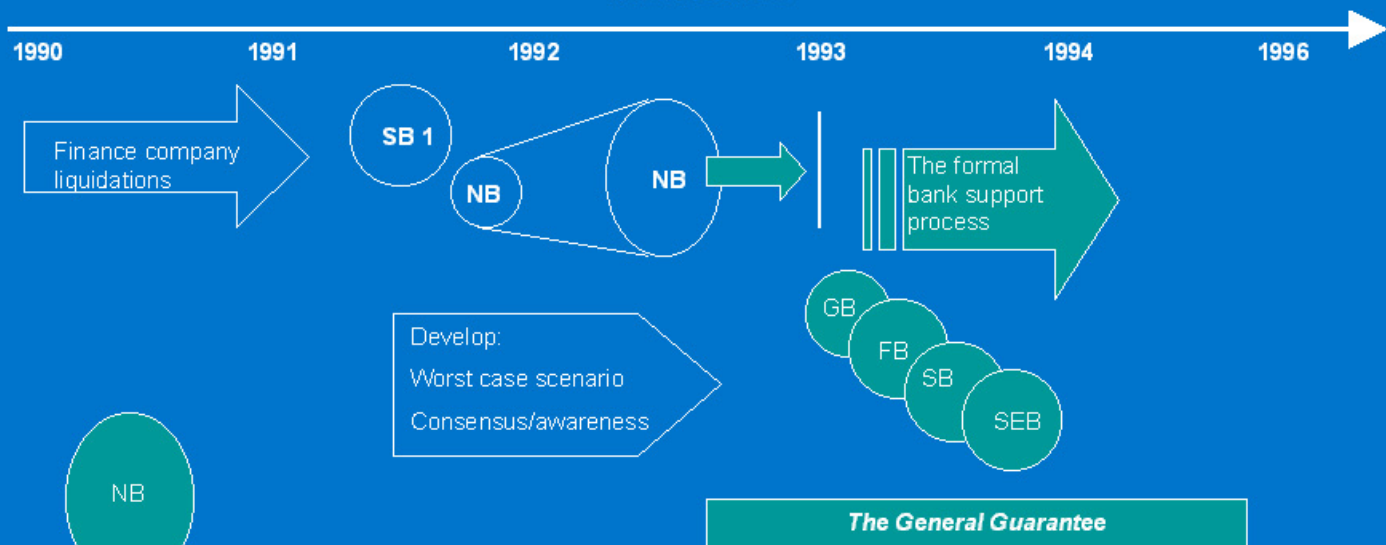 1990 1991 1992 1993 1994 1996
Finance company
liquidations
SB 1
NB
NB
The formal
bank support
process
GB
FB
SB
SEB
Develop:
Worst case scenario
Consensus/awareness
NB
The General Guarantee